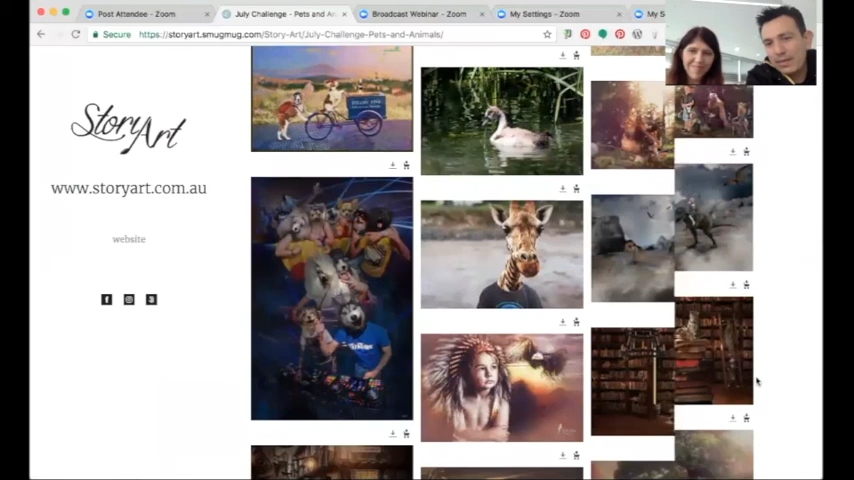 Post Attendee - Zoom
July Challenge - Pets and An
Broadcast Webinar - Zoom
My Settings - Zoom
My S
Secure
https://storyart.smugmug.com/Story-Art/July-Challenge-Pets-and-Animals/
StoryArt
www.storyart.com.au
website